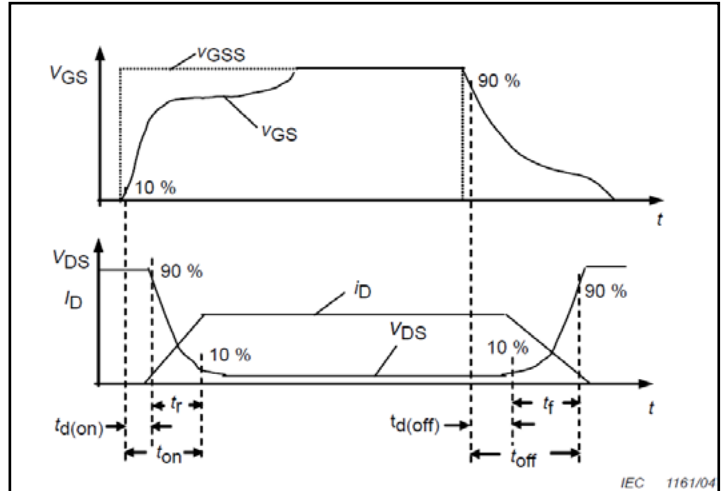 vGSS
VGS
90 %
vGS
10 %
t
VDS
90 %
ID
iD
90 %
VDS
10 %
10 %
tr
tf
t
td(on)
td(off)
ton
toff
IEC 1161/04